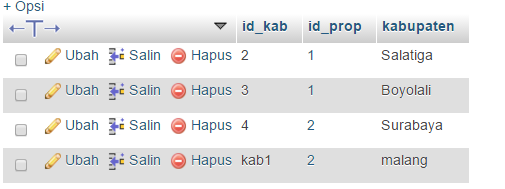 + Opsi
id_kab id_prop kabupaten
Ubah Salin Hapus 2 1 Salatiga
Ubah Salin Hapus 3 1 Boyolali
Ubah Salin Hapus 4 2 Surabaya
Ubah Salin Hapus kab1 2 malang